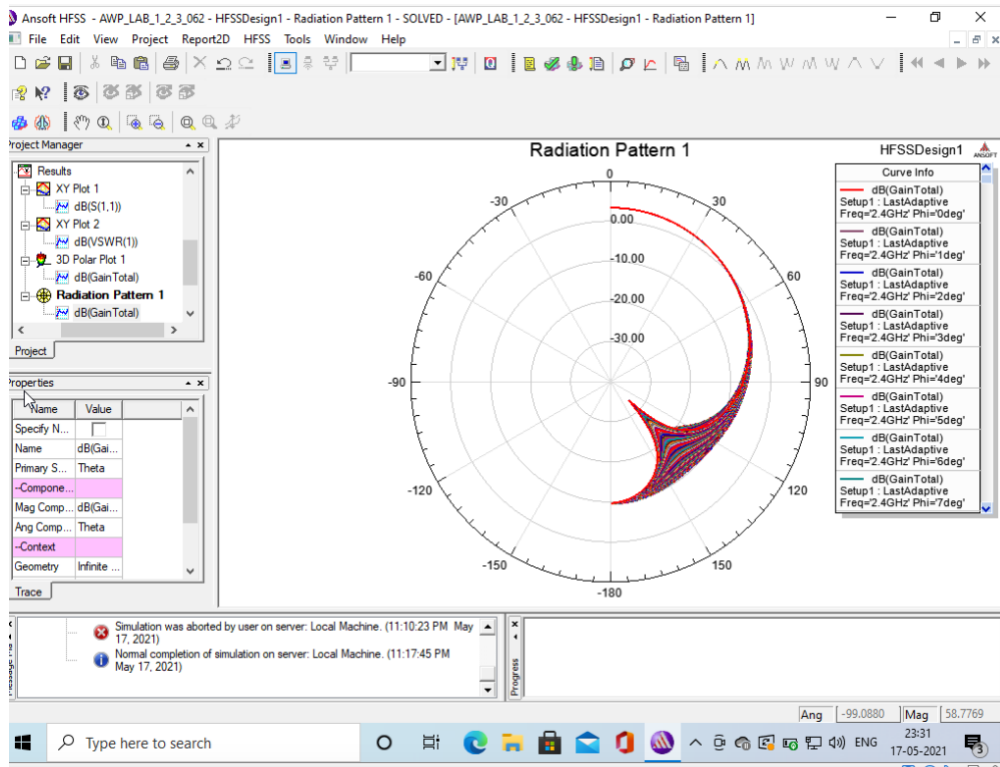 Ansoft HFSS - AWP_LAB_1_2_3_062 - HFSSDesign1 - Radiation Pattern 1 - SOLVED - [AWP_LAB_1_2_3_062 - HFSSDesign1 - Radiation Pattern 1]
File Edit View Project Report2D HFSS Tools Window Help
Project Manager
Results
XY Plot 1
dB(S(1,1))
XY Plot 2
dB(VSWR(1))
3D Polar Plot 1
dB(GainTotal)
Radiation Pattern 1
dB(GainTotal)
Project
Properties
Name Value
Specify N...
Name dB(Gai...
Primary S... Theta
--Compone...
Mag Comp... dB(Gai...
Ang Comp... Theta
--Context
Geometry Infinite ...
Trace
Radiation Pattern 1
HFSSDesign1
ANSOFT
0
-30
30
-60
60
-90
90
-120
120
-150
150
-180
0.00
-10.00
-20.00
-30.00
Curve Info
dB(GainTotal)
Setup1 : LastAdaptive
Freq='2.4GHz' Phi='0deg'
dB(GainTotal)
Setup1 : LastAdaptive
Freq='2.4GHz' Phi='1deg'
dB(GainTotal)
Setup1 : LastAdaptive
Freq='2.4GHz' Phi='2deg'
dB(GainTotal)
Setup1 : LastAdaptive
Freq='2.4GHz' Phi='3deg'
dB(GainTotal)
Setup1 : LastAdaptive
Freq='2.4GHz' Phi='4deg'
dB(GainTotal)
Setup1 : LastAdaptive
Freq='2.4GHz' Phi='5deg'
dB(GainTotal)
Setup1 : LastAdaptive
Freq='2.4GHz' Phi='6deg'
dB(GainTotal)
Setup1 : LastAdaptive
Freq='2.4GHz' Phi='7deg'
Simulation was aborted by user on server: Local Machine. (11:10:23 PM May
17, 2021)
Normal completion of simulation on server: Local Machine. (11:17:45 PM
May 17, 2021)
Progress
Ang -99.0880 Mag 58.7769
Type here to search
ENG
23:31
17-05-2021
3